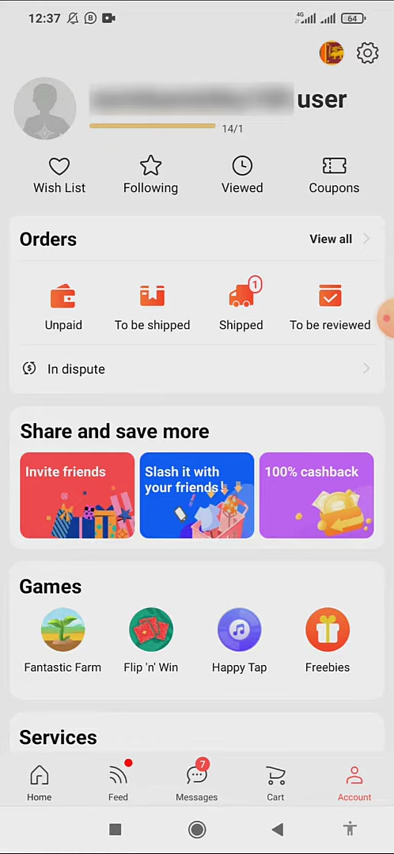 12:37 4G 64
user
14/1
Wish List Following Viewed Coupons
Orders View all
1
Unpaid To be shipped Shipped To be reviewed
In dispute
Share and save more
Invite friends Slash it with 100% cashback
your friends!
Games
Fantastic Farm Flip 'n' Win Happy Tap Freebies
Services
7
Home Feed Messages Cart Account